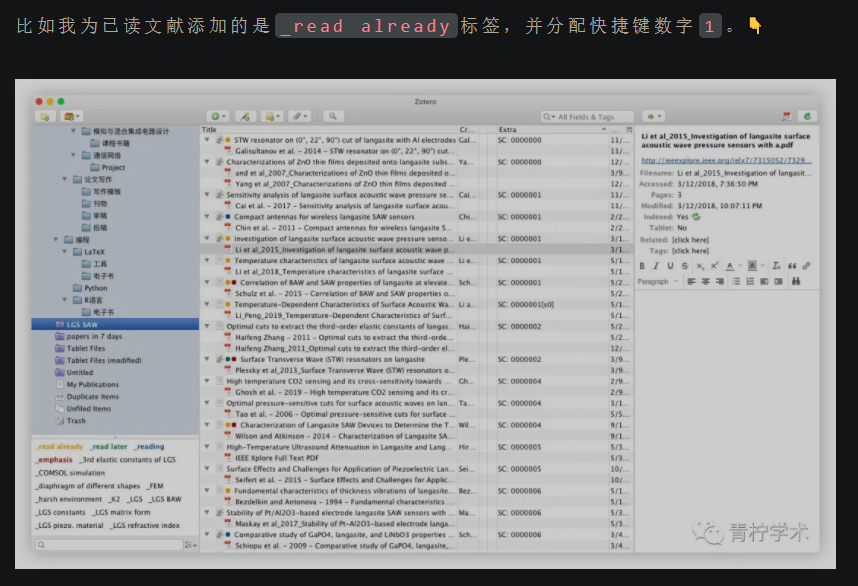 比如我为已读文献添加的是 _read already 标签，并分配快捷键数字 1 。👇
Zotero
All Fields & Tags
模拟与混合集成电路设计
课程书籍
通信网络
Project
论文写作
写作模板
刊物
审稿
投稿
编程
LaTeX
工具
电子书
Python
R语言
电子书
LGS SAW
papers in 7 days
Tablet Files
Tablet Files (modified)
Untitled
My Publications
Duplicate Items
Unfiled Items
Trash
_read already _read later _reading
_emphasis _3rd elastic constants of LGS
_COMSOL simulation
_diaphragm of different shapes _FEM
_harsh environment _K2 _LGS _LGS BAW
_LGS constants _LGS matrix form
_LGS piezo. material _LGS refractive index
Title Cr... Extra
STW resonator on (0°, 22°, 90°) cut of langasite with Al electrodes Gal... SC: 0000000 11/...
Galisultanov et al. - 2014 - STW resonator on (0°, 22°, 90°) cut... 11/...
Characterizations of ZnO thin films deposited onto langasite subs... Ya... SC: 0000000 12/...
and et al_2007_Characterizations of ZnO thin films deposited o... 3/9...
Yang et al_2007_Characterizations of ZnO thin films deposited ... 12/...
Sensitivity analysis of langasite surface acoustic wave pressure s... Cai... SC: 0000001 11/...
Cai et al. - 2017 - Sensitivity analysis of langasite surface acou... 11/...
Compact antennas for wireless langasite SAW sensors Chi... SC: 0000001 2/2...
Chin et al. - 2011 - Compact antennas for wireless langasite S... 2/2...
Investigation of langasite surface acoustic wave pressure senso... Li e... SC: 0000001 3/1...
Li et al_2015_Investigation of langasite surface acoustic wave p... 3/1...
Temperature characteristics of langasite surface acoustic wave ... Li e... SC: 0000001 5/1...
Li et al_2018_Temperature characteristics of langasite surface ... 5/1...
Correlation of BAW and SAW properties of langasite at elevate... Sch... SC: 0000001 5/2...
Schulz et al. - 2015 - Correlation of BAW and SAW properties o... 5/2...
Temperature-Dependent Characteristics of Surface Acoustic Wa... Li a... SC: 0000001[s0] 5/1...
Li_Peng_2019_Temperature-Dependent Characteristics of Surf... 5/1...
Optimal cuts to extract the third-order elastic constants of langas... Hai... SC: 0000002 5/2...
Haifeng Zhang - 2011 - Optimal cuts to extract the third-order... 5/2...
Haifeng Zhang_2011_Optimal cuts to extract the third-order el... 12/...
Surface Transverse Wave (STW) resonators on langasite Ple... SC: 0000002 3/9...
Plessky et al_2013_Surface Transverse Wave (STW) resonators o... 3/9...
High temperature CO2 sensing and its cross-sensitivity towards ... Gh... SC: 0000004 2/9...
Ghosh et al. - 2019 - High temperature CO2 sensing and its cr... 2/9...
Optimal pressure-sensitive cuts for surface acoustic waves on lan... Ta... SC: 0000004 3/1...
Tao et al. - 2006 - Optimal pressure-sensitive cuts for surface ... 5/5...
Characterization of Langasite SAW Devices to Determine the T... Wil... SC: 0000004 9/1...
Wilson and Atkinson - 2014 - Characterization of Langasite SA... 9/1...
High-Temperature Ultrasound Attenuation in Langasite and Lang... Hir... SC: 0000005 5/3...
IEEE Xplore Full Text PDF 5/3...
Surface Effects and Challenges for Application of Piezoelectric Lan... Sei... SC: 0000005 10/...
Seifert et al. - 2015 - Surface Effects and Challenges for Applic... 10/...
Fundamental characteristics of thickness vibrations of langasite... Bez... SC: 0000006 5/1...
Bezdelkin and Antonova - 1994 - Fundamental characteristics ... 5/1...
Stability of Pt/Al2O3-based electrode langasite SAW sensors with ... Ma... SC: 0000006 5/3...
Maskay et al_2017_Stability of Pt-Al2O3-based electrode langa... 5/3...
Comparative study of GaPO4, langasite, and LiNbO3 properties ... Sch... SC: 0000006 3/4...
Schiopu et al. - 2009 - Comparative study of GaPO4, langasite,... 3/4...
Li et al_2015_Investigation of langasite surface
acoustic wave pressure sensors with a.pdf
http://ieeexplore.ieee.org/ielx7/7315052/7329...
Filename: Li et al_2015_Investigation of langasit...
Accessed: 3/12/2018, 7:36:50 PM
Pages: 3
Modified: 3/12/2018, 10:07:11 PM
Indexed: Yes
Tablet: No
Related: [click here]
Tags: [click here]
Paragraph
青柠学术